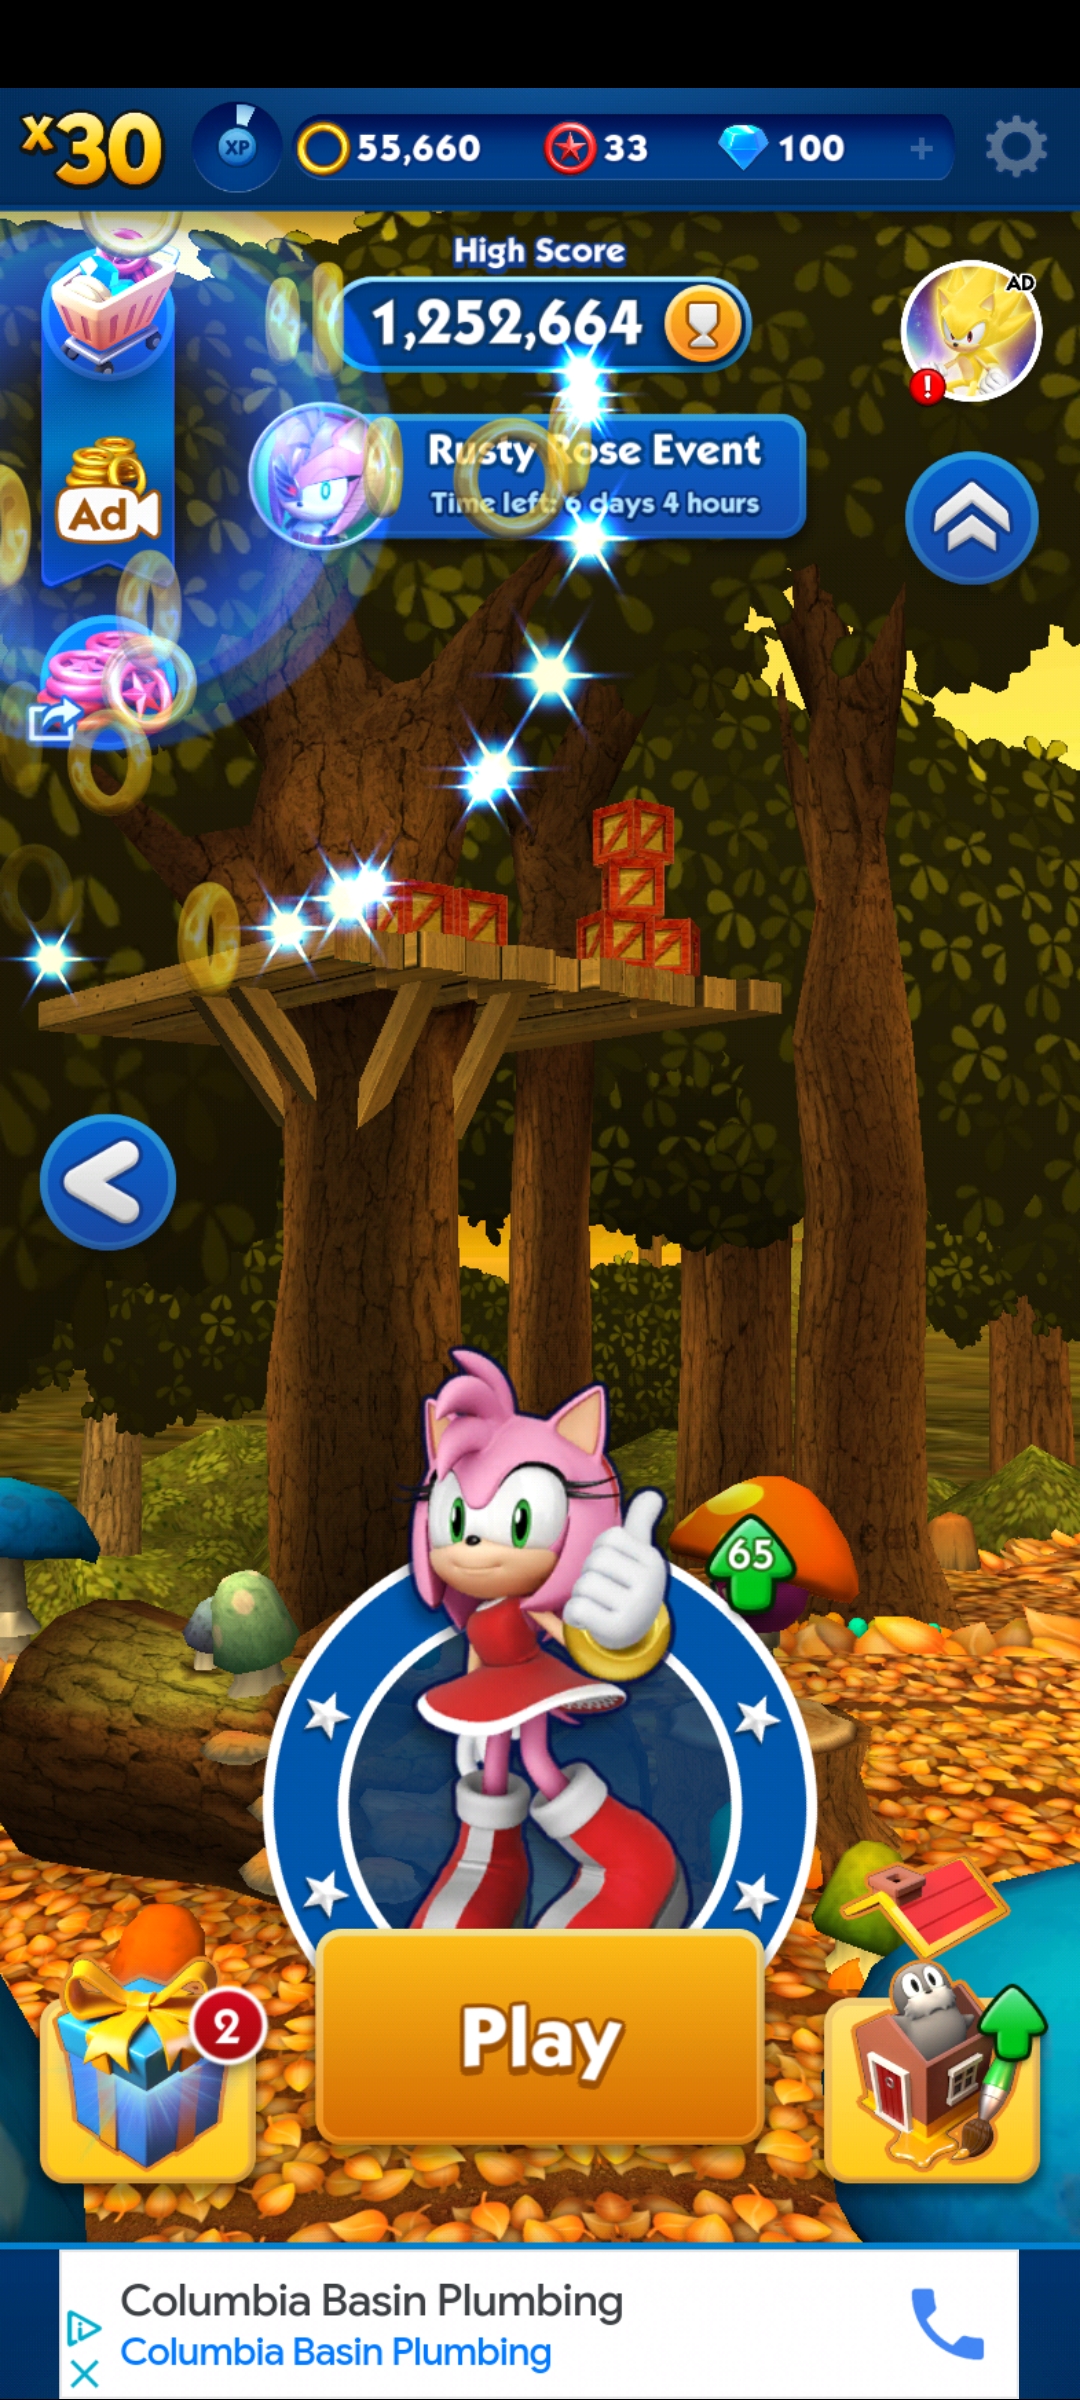 x30
XP
55,660
33
100
+
High Score
1,252,664
AD
!
Rusty Rose Event
Time left: 6 days 4 hours
Ad
65
2
Play
Columbia Basin Plumbing
Columbia Basin Plumbing